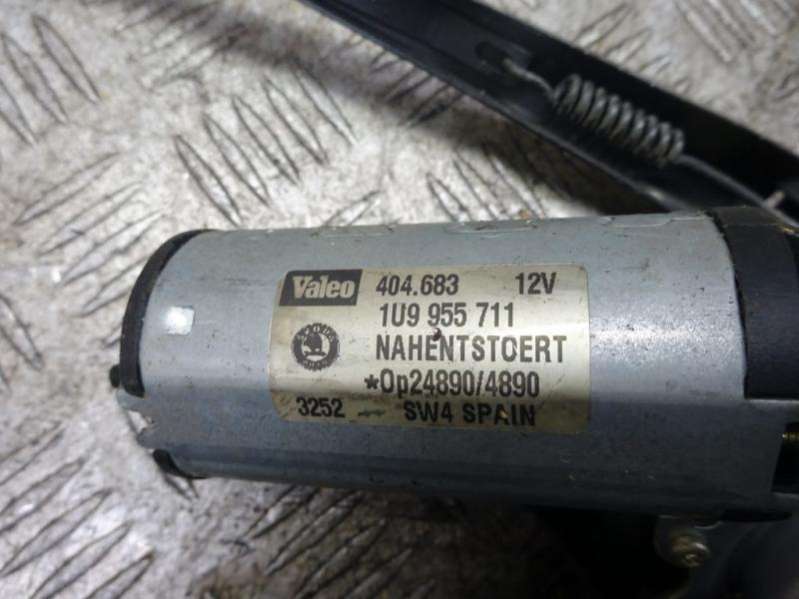 Valeo 404.683 12V
1U9 955 711
NAHENTSTOERT
*Op24890/4890
3252 SW4 SPAIN